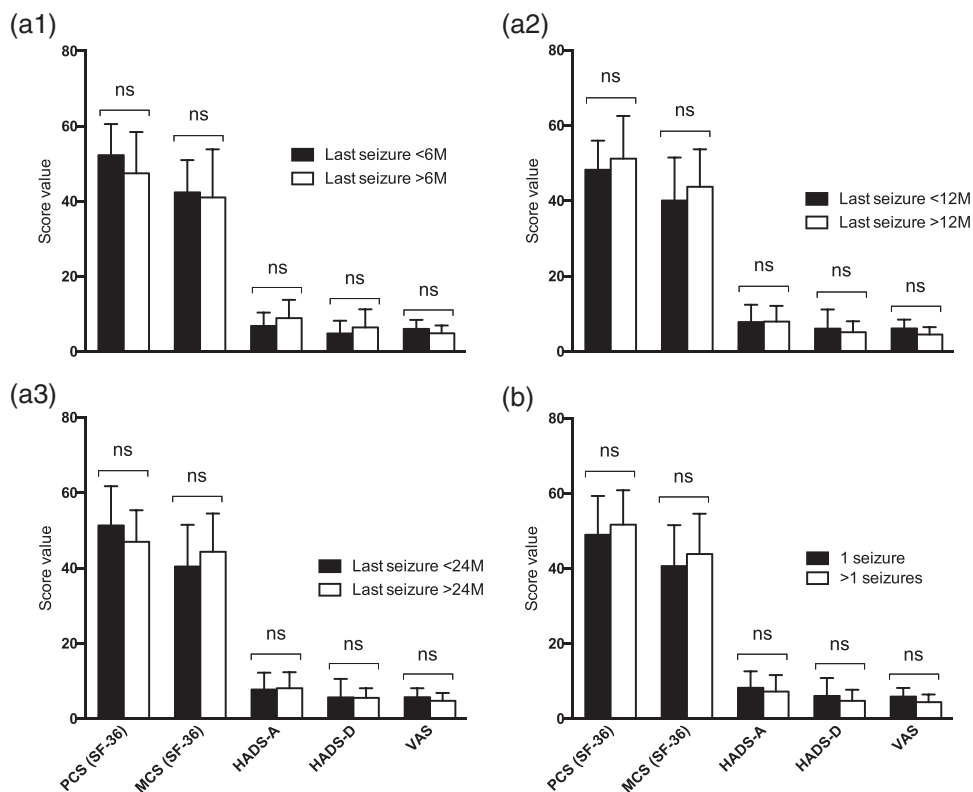 (a1)
80
60
40
20
0
Score value
ns
ns
ns
ns
ns
Last seizure <6M
Last seizure >6M
(a2)
80
60
40
20
0
Score value
ns
ns
ns
ns
ns
Last seizure <12M
Last seizure >12M
(a3)
80
60
40
20
0
Score value
ns
ns
ns
ns
ns
Last seizure <24M
Last seizure >24M
PCS (SF-36)
MCS (SF-36)
HADS-A
HADS-D
VAS
(b)
80
60
40
20
0
Score value
ns
ns
ns
ns
ns
1 seizure
>1 seizures
PCS (SF-36)
MCS (SF-36)
HADS-A
HADS-D
VAS